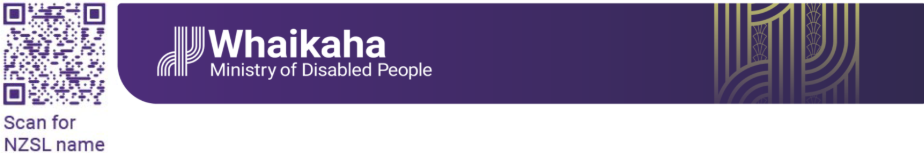 Whaikaha
Ministry of Disabled People
Scan for
NZSL name